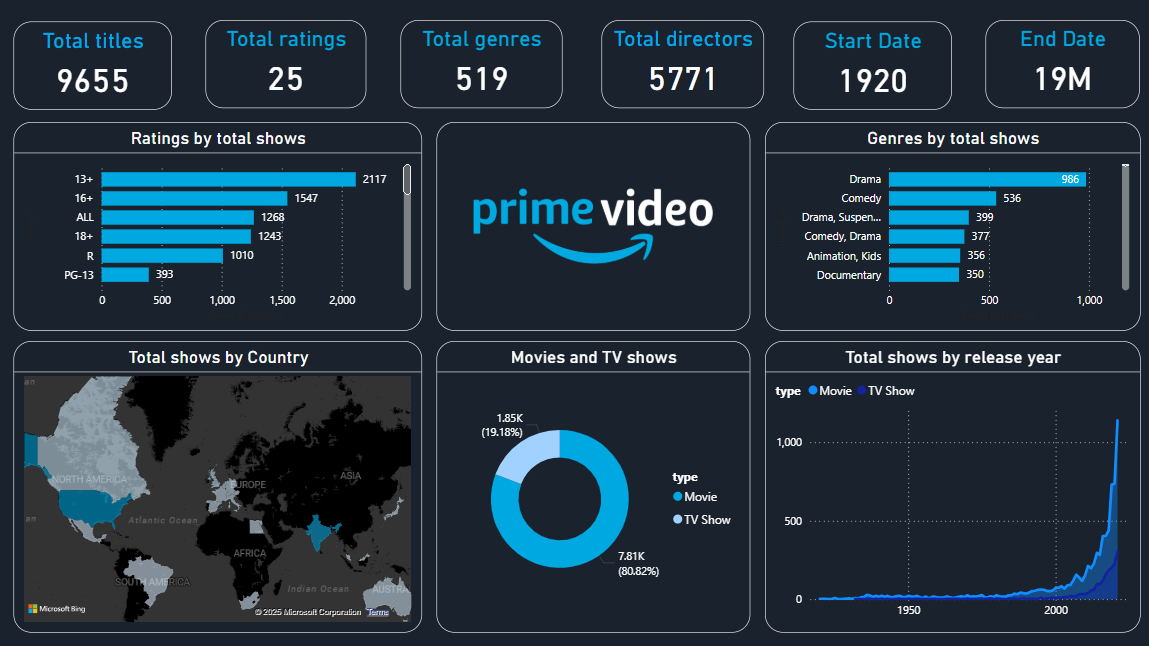 Total titles
9655
Total ratings
25
Total genres
519
Total directors
5771
Start Date
1920
End Date
19M
Ratings by total shows
13+ 2117
16+ 1547
ALL 1268
18+ 1243
R 1010
PG-13 393
0 500 1,000 1,500 2,000
prime video
Genres by total shows
Drama 986
Comedy 536
Drama, Suspen... 399
Comedy, Drama 377
Animation, Kids 356
Documentary 350
0 500 1,000
Total shows by Country
an
NORTH AMERICA
EUROPE
ASIA
an
Atlantic Ocean
AFRICA
SOUTH AMERICA
Indian Ocean
AUSTRA
Microsoft Bing
© 2025 Microsoft Corporation Terms
Movies and TV shows
1.85K
(19.18%)
type
Movie
TV Show
7.81K
(80.82%)
Total shows by release year
type Movie TV Show
1,000
500
0
1950 2000